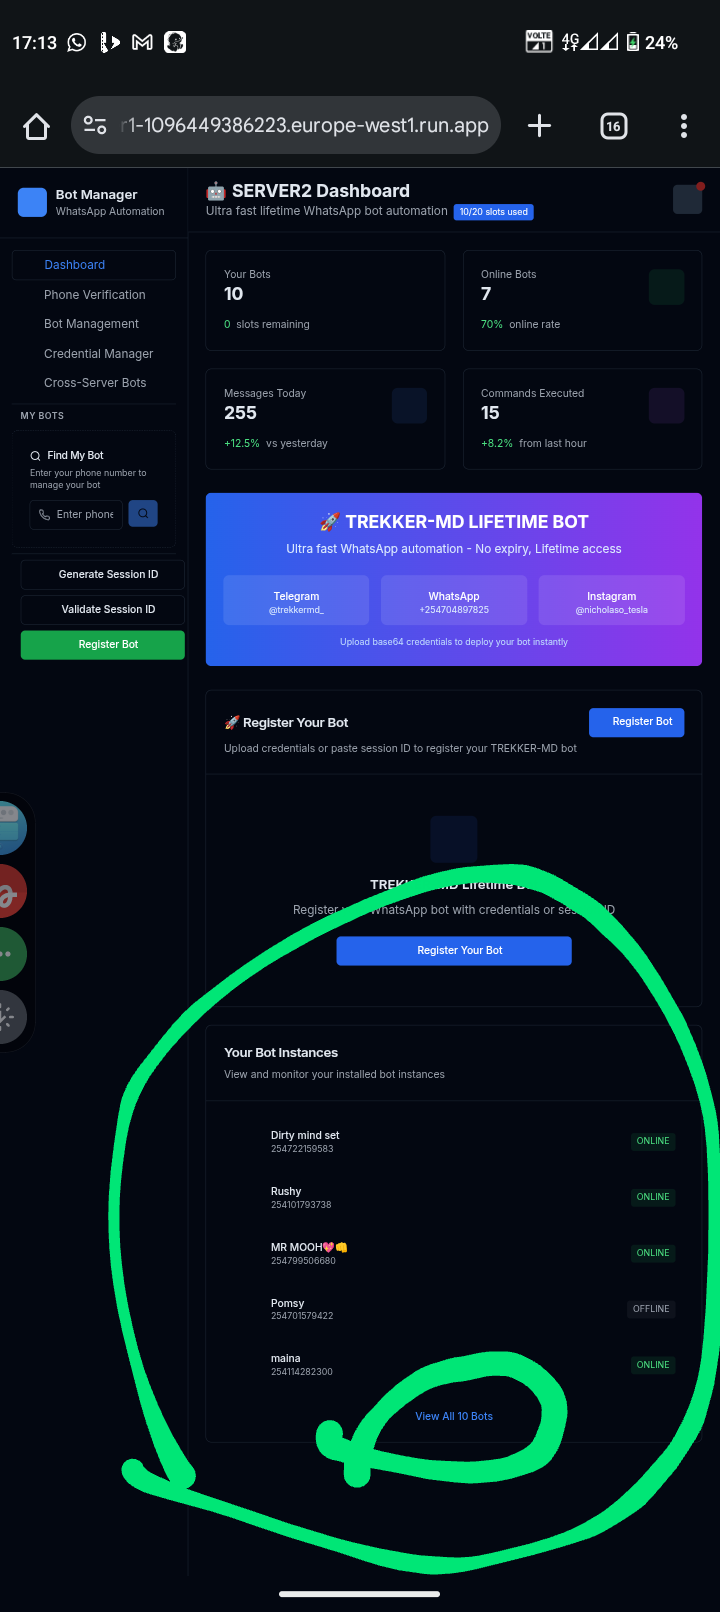 17:13
VOLTE
1
4G
24%
r1-1096449386223.europe-west1.run.app
16
Bot Manager
WhatsApp Automation
🤖 SERVER2 Dashboard
Ultra fast lifetime WhatsApp bot automation 10/20 slots used
Dashboard
Phone Verification
Bot Management
Credential Manager
Cross-Server Bots
MY BOTS
Find My Bot
Enter your phone number to
manage your bot
Enter phone
Generate Session ID
Validate Session ID
Register Bot
Your Bots
10
0 slots remaining
Online Bots
7
70% online rate
Messages Today
255
+12.5% vs yesterday
Commands Executed
15
+8.2% from last hour
🚀 TREKKER-MD LIFETIME BOT
Ultra fast WhatsApp automation - No expiry, Lifetime access
Telegram
@trekkermd_
WhatsApp
+254704897825
Instagram
@nicholaso_tesla
Upload base64 credentials to deploy your bot instantly
🚀 Register Your Bot
Register Bot
Upload credentials or paste session ID to register your TREKKER-MD bot
TREKKER-MD Lifetime
Register WhatsApp bot with credentials or session ID
Register Your Bot
Your Bot Instances
View and monitor your installed bot instances
Dirty mind set
254722159583
ONLINE
Rushy
254101793738
ONLINE
MR MOOH💖👊
254799506680
ONLINE
Pomsy
254701579422
OFFLINE
maina
254114282300
ONLINE
View All 10 Bots